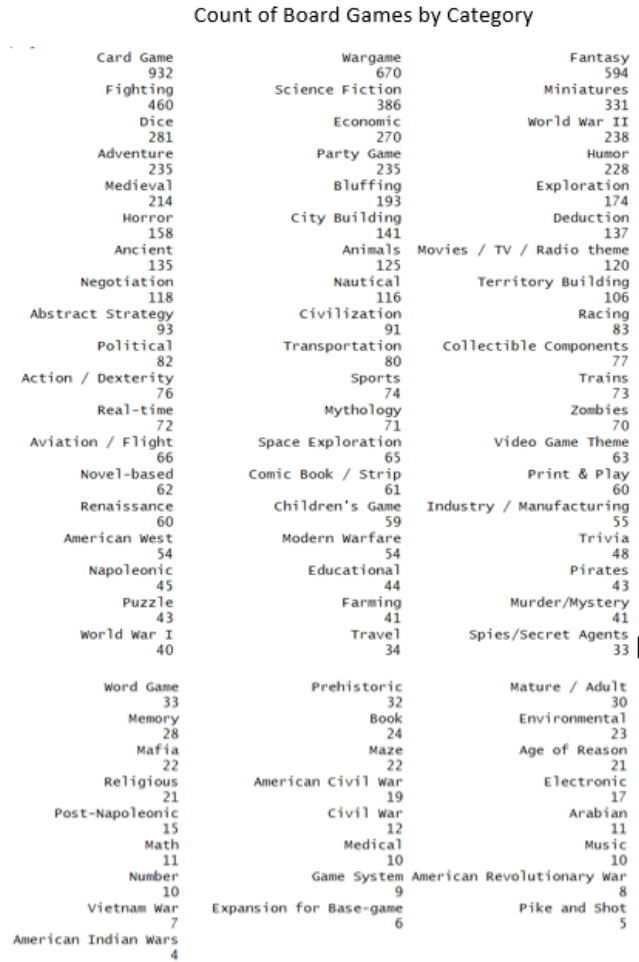 Count of Board Games by Category
Card Game Wargame Fantasy
932 670 594
Fighting Science Fiction Miniatures
460 386 331
Dice Economic World War II
281 270 238
Adventure Party Game Humor
235 235 228
Medieval Bluffing Exploration
214 193 174
Horror City Building Deduction
158 141 137
Ancient Animals Movies / TV / Radio theme
135 125 120
Negotiation Nautical Territory Building
118 116 106
Abstract Strategy Civilization Racing
93 91 83
Political Transportation Collectible Components
82 80 77
Action / Dexterity Sports Trains
76 74 73
Real-time Mythology Zombies
72 71 70
Aviation / Flight Space Exploration Video Game Theme
66 65 63
Novel-based Comic Book / Strip Print & Play
62 61 60
Renaissance Children's Game Industry / Manufacturing
60 59 55
American West Modern Warfare Trivia
54 54 48
Napoleonic Educational Pirates
45 44 43
Puzzle Farming Murder/Mystery
43 41 41
World War I Travel Spies/Secret Agents
40 34 33
Word Game Prehistoric Mature / Adult
33 32 30
Memory Book Environmental
28 24 23
Mafia Maze Age of Reason
22 22 21
Religious American Civil War Electronic
21 19 17
Post-Napoleonic Civil War Arabian
15 12 11
Math Medical Music
11 10 10
Number Game System American Revolutionary War
10 9 8
Vietnam War Expansion for Base-game Pike and Shot
7 6 5
American Indian Wars
4